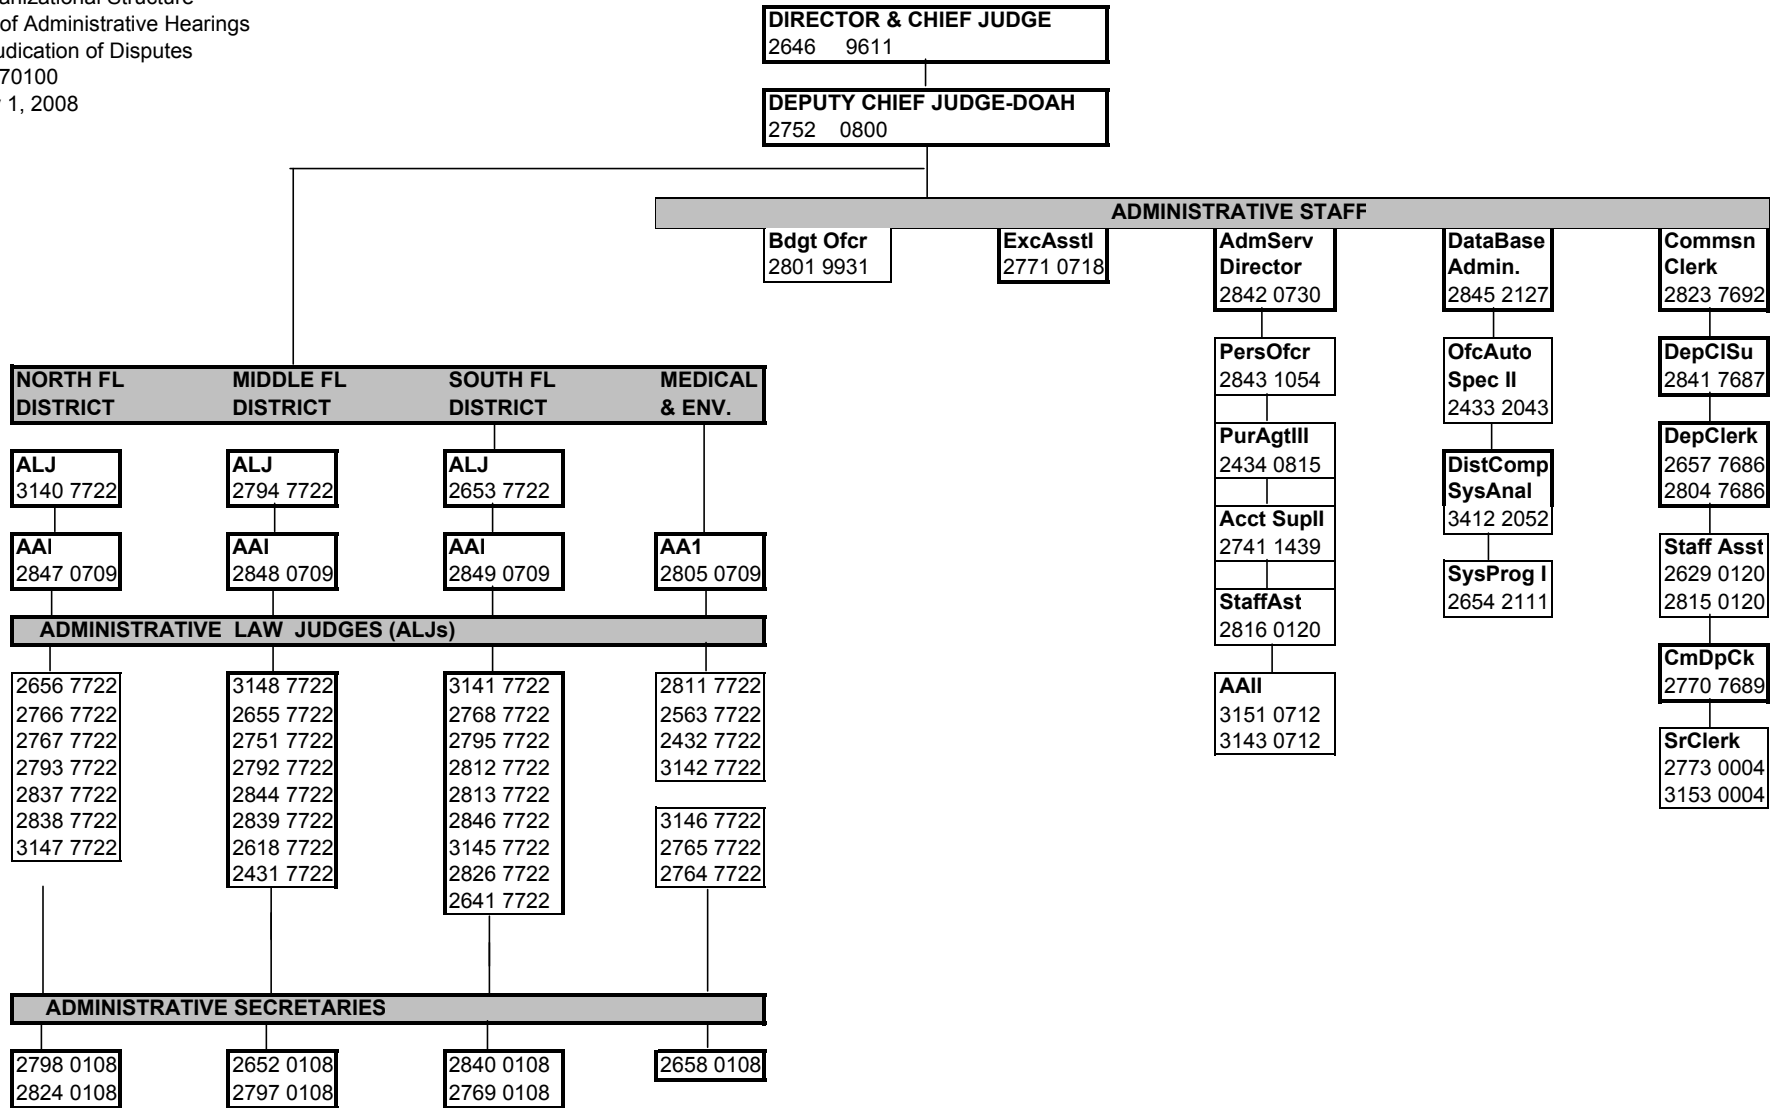 of Administrative Hearings
of Disputes
70100
1, 2008
DIRECTOR & CHIEF JUDGE
2646 9611
DEPUTY CHIEF JUDGE-DOAH
2752 0800
ADMINISTRATIVE STAFF
Bdgt Ofcr
2801 9931
ExcAsstI
2771 0718
AdmServ
Director
2842 0730
PersOfcr
2843 1054
PurAgtIII
2434 0815
Acct SupII
2741 1439
StaffAst
2816 0120
AAII
3151 0712
3143 0712
DataBase
Admin.
2845 2127
OfcAuto
Spec II
2433 2043
DistComp
SysAnal
3412 2052
SysProg I
2654 2111
Commsn
Clerk
2823 7692
DepClSu
2841 7687
DepClerk
2657 7686
2804 7686
Staff Asst
2629 0120
2815 0120
CmDpCk
2770 7689
SrClerk
2773 0004
3153 0004
NORTH FL
DISTRICT
MIDDLE FL
DISTRICT
SOUTH FL
DISTRICT
MEDICAL
& ENV.
ALJ
3140 7722
ALJ
2794 7722
ALJ
2653 7722
AAI
2847 0709
AAI
2848 0709
AAI
2849 0709
AA1
2805 0709
ADMINISTRATIVE LAW JUDGES (ALJs)
2656 7722
2766 7722
2767 7722
2793 7722
2837 7722
2838 7722
3147 7722
3148 7722
2655 7722
2751 7722
2792 7722
2844 7722
2839 7722
2618 7722
2431 7722
3141 7722
2768 7722
2795 7722
2812 7722
2813 7722
2846 7722
3145 7722
2826 7722
2641 7722
2811 7722
2563 7722
2432 7722
3142 7722
3146 7722
2765 7722
2764 7722
ADMINISTRATIVE SECRETARIES
2798 0108
2824 0108
2652 0108
2797 0108
2840 0108
2769 0108
2658 0108